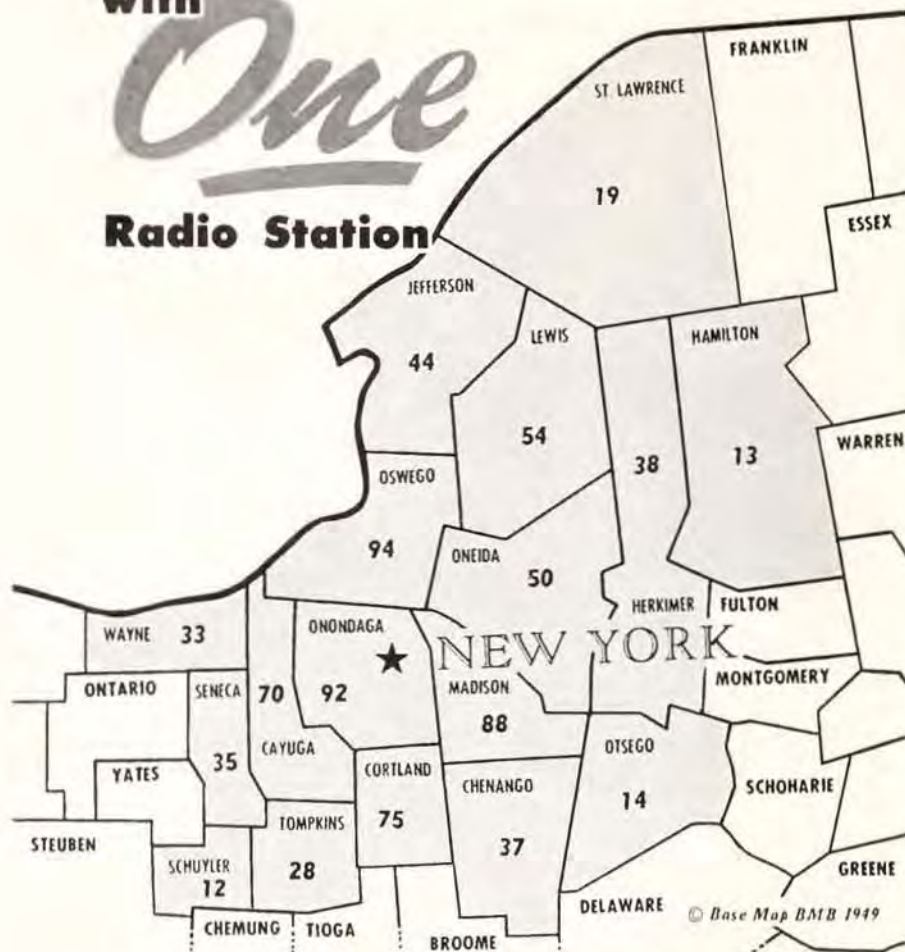 with
One
Radio Station
FRANKLIN
ST. LAWRENCE
19
ESSEX
JEFFERSON
44
LEWIS
54
HAMILTON
13
38
WARREN
OSWEGO
94
ONEIDA
50
HERKIMER
FULTON
WAYNE 33
ONONDAGA
92
NEW YORK
MONTGOMERY
ONTARIO
SENECA
35
70
CAYUGA
MADISON
88
YATES
CORTLAND
75
CHENANGO
37
OTSEGO
14
SCHOHARIE
STEUBEN
TOMPKINS
28
SCHUYLER
12
GREENE
CHEMUNG
TIOGA
BROOME
DELAWARE
© Base Map BMB 1949